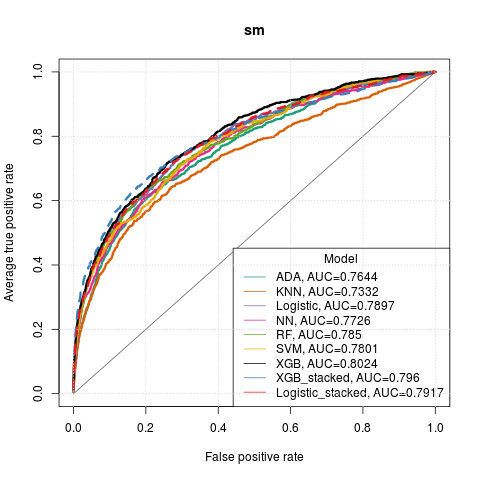 sm
Average true positive rate
1.0
0.8
0.6
0.4
0.2
0.0
Model
ADA, AUC=0.7644
KNN, AUC=0.7332
Logistic, AUC=0.7897
NN, AUC=0.7726
RF, AUC=0.785
SVM, AUC=0.7801
XGB, AUC=0.8024
XGB_stacked, AUC=0.796
Logistic_stacked, AUC=0.7917
0.0 0.2 0.4 0.6 0.8 1.0
False positive rate